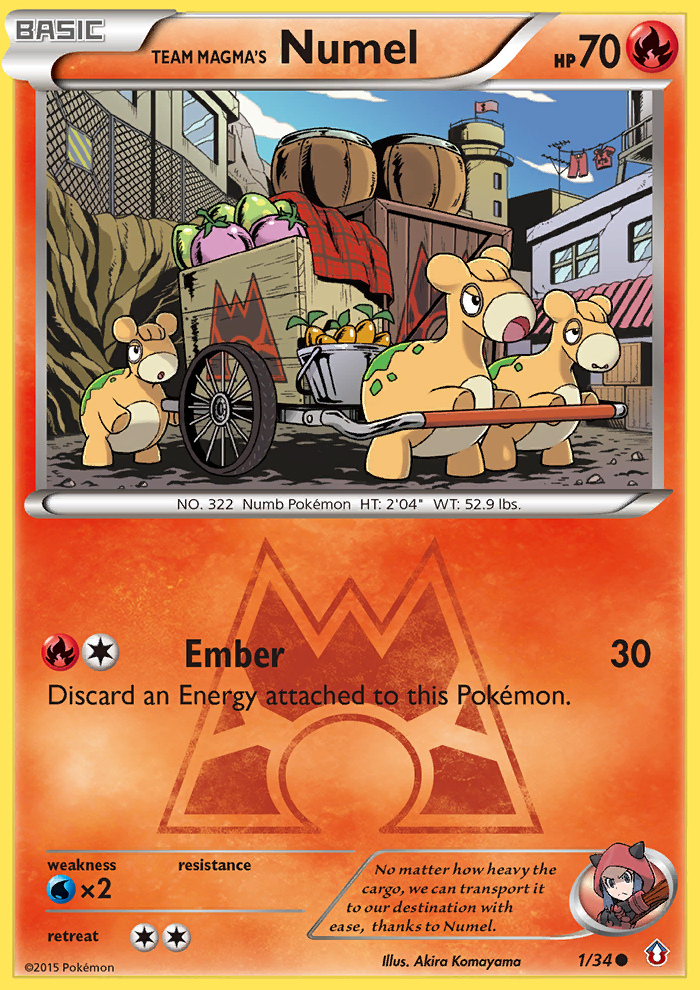 BASIC
TEAM MAGMA'S Numel HP 70
NO. 322 Numb Pokémon HT: 2'04" WT: 52.9 lbs.
Ember 30
Discard an Energy attached to this Pokémon.
weakness resistance
×2
No matter how heavy the
cargo, we can transport it
to our destination with
ease, thanks to Numel.
retreat
©2015 Pokémon
Illus. Akira Komayama
1/34